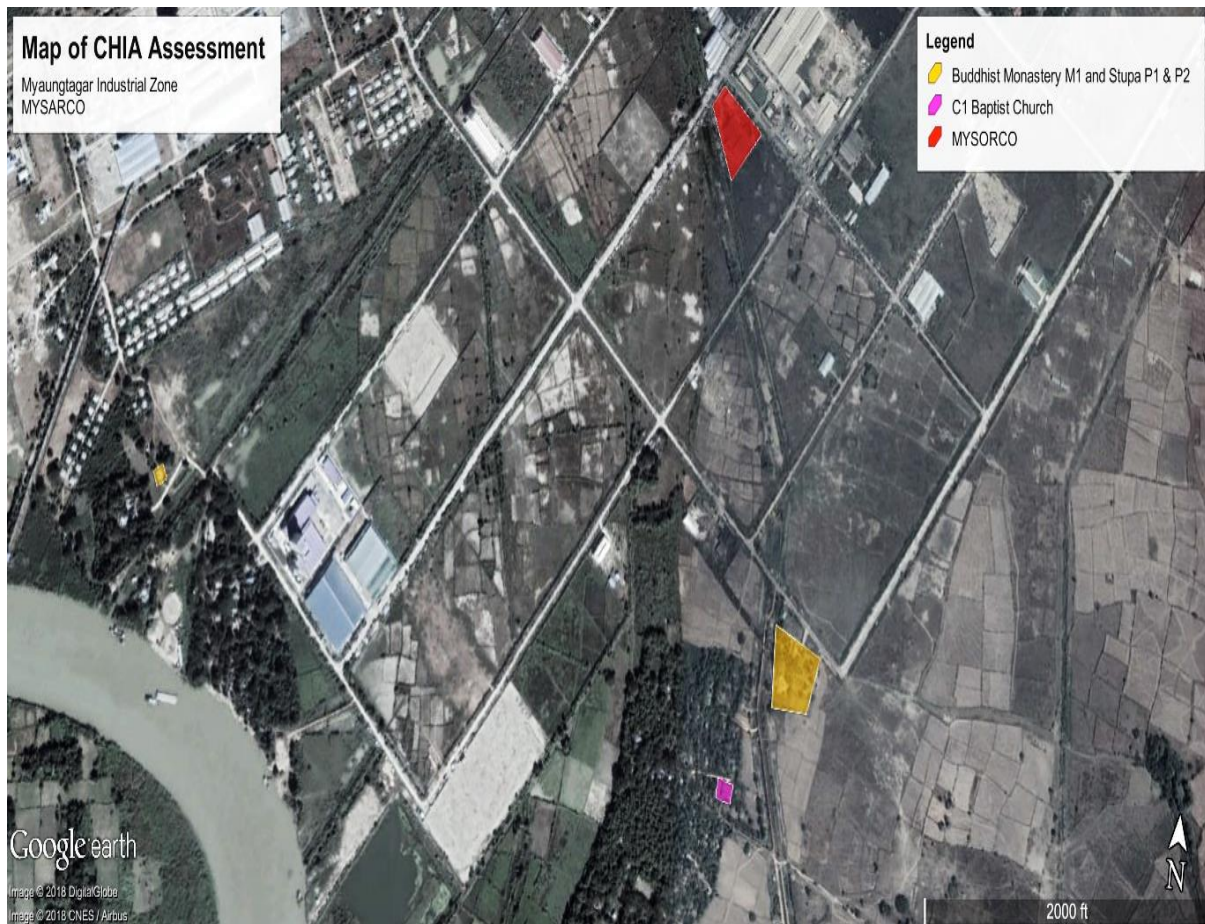 Map of CHIA Assessment
Myaungtagar Industrial Zone
MYSARCO
Legend
Buddhist Monastery M1 and Stupa P1 & P2
C1 Baptist Church
MYSORCO
Google earth
Image © 2018 DigitalGlobe
Image © 2018 CNES / Airbus
N
2000 ft